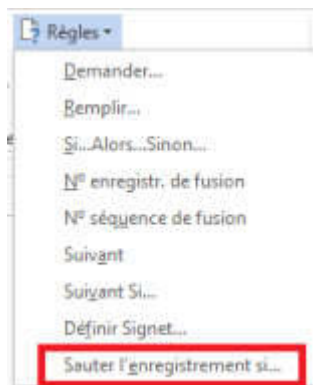 Règles
Demander...
Remplir...
Si...Alors...Sinon...
N° enregistr. de fusion
N° séquence de fusion
Suivant
Suivant Si...
Définir Signet...
Sauter l'enregistrement si...